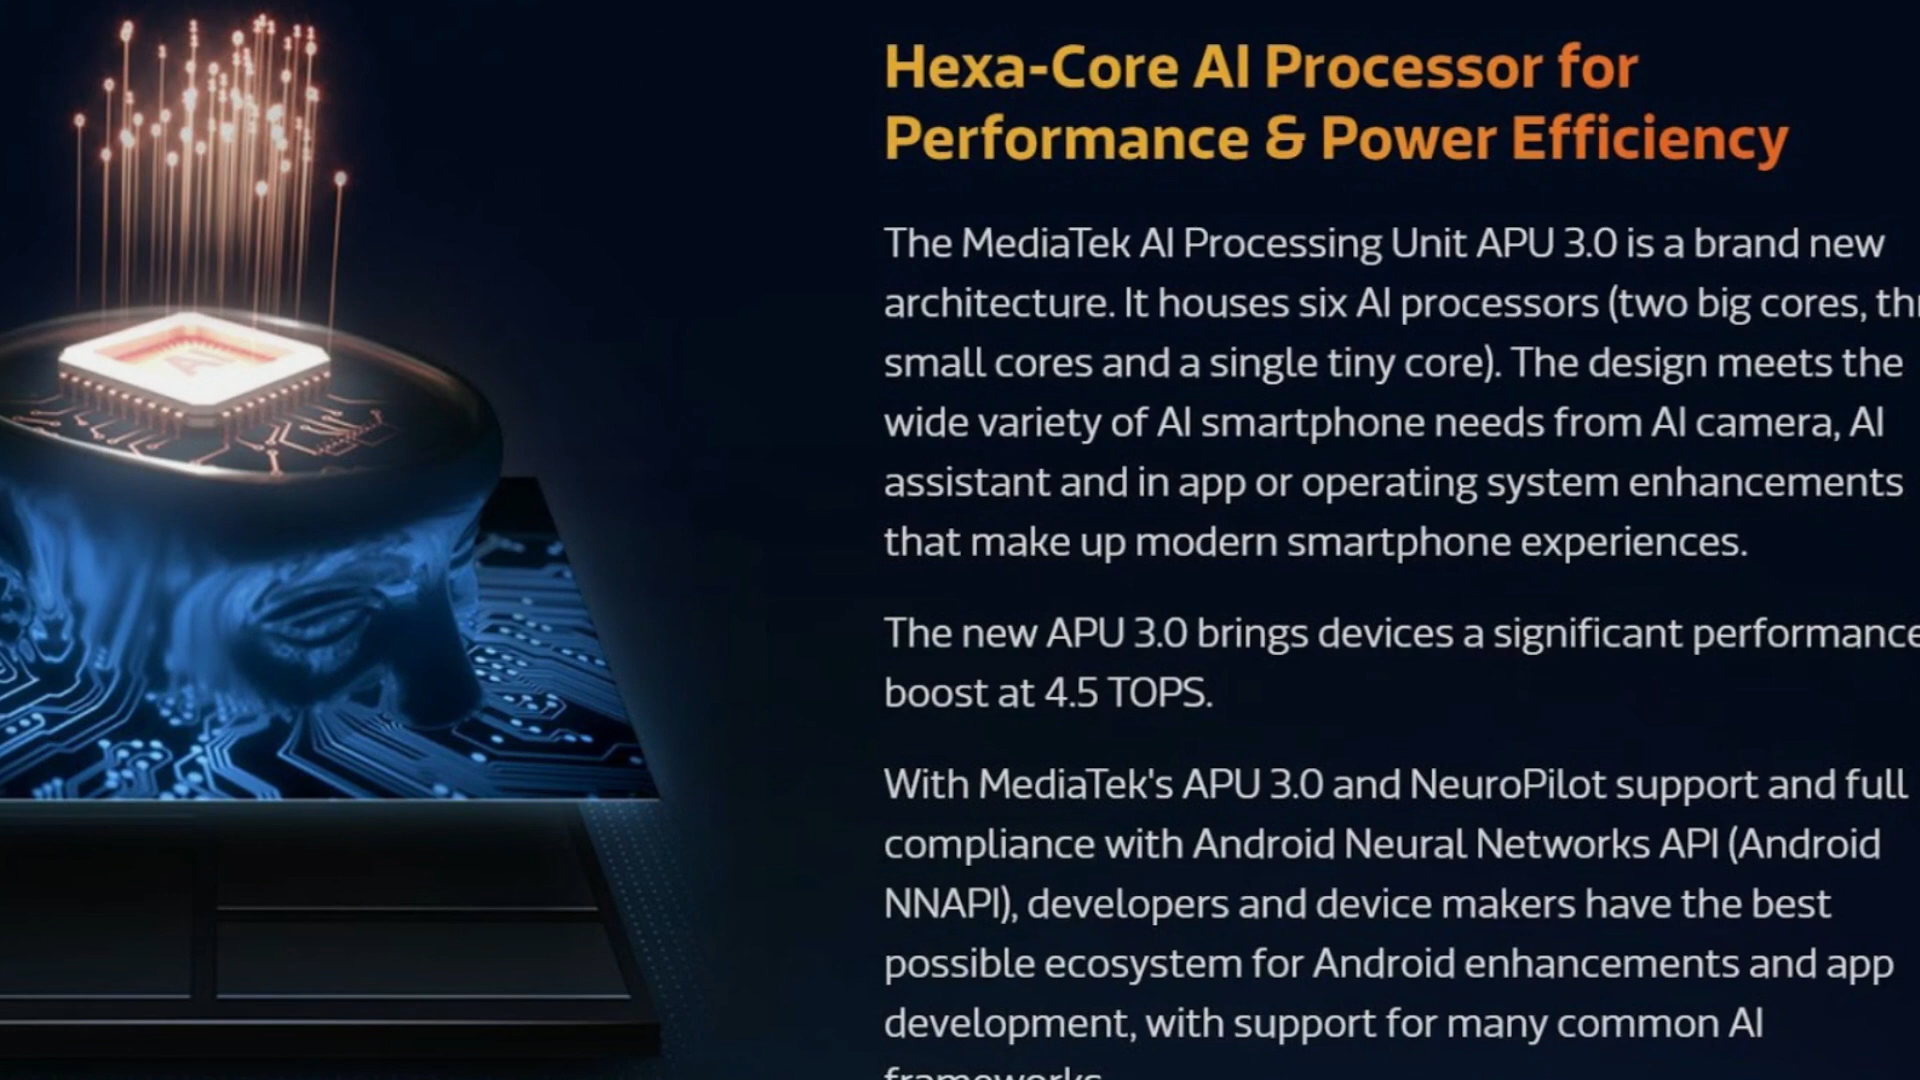 Hexa-Core AI Processor for
Performance & Power Efficiency
The MediaTek AI Processing Unit APU 3.0 is a brand new
architecture. It houses six AI processors (two big cores,
small cores and a single tiny core). The design meets the
wide variety of AI smartphone needs from AI camera, AI
assistant and in app or operating system enhancements
that make up modern smartphone experiences.
The new APU 3.0 brings devices a significant performance
boost at 4.5 TOPS.
With MediaTek's APU 3.0 and NeuroPilot support and full
compliance with Android Neural Networks API (Android
NNAPI), developers and device makers have the best
possible ecosystem for Android enhancements and app
development, with support for many common AI
frameworks
AI